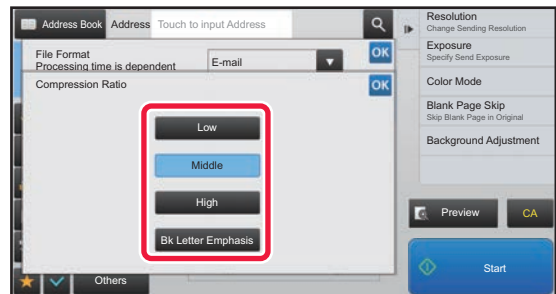 Address Book Address Touch to input Address
File Format
Processing time is dependent
E-mail
OK
Compression Ratio
OK
Low
Middle
High
Bk Letter Emphasis
Others
Resolution
Change Sending Resolution
Exposure
Specify Send Exposure
Color Mode
Blank Page Skip
Skip Blank Page in Original
Background Adjustment
Preview
CA
Start